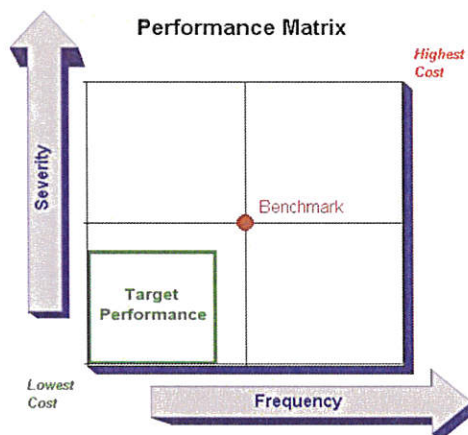 Performance Matrix
Highest
Cost
Severity
Benchmark
Target
Performance
Lowest
Cost
Frequency